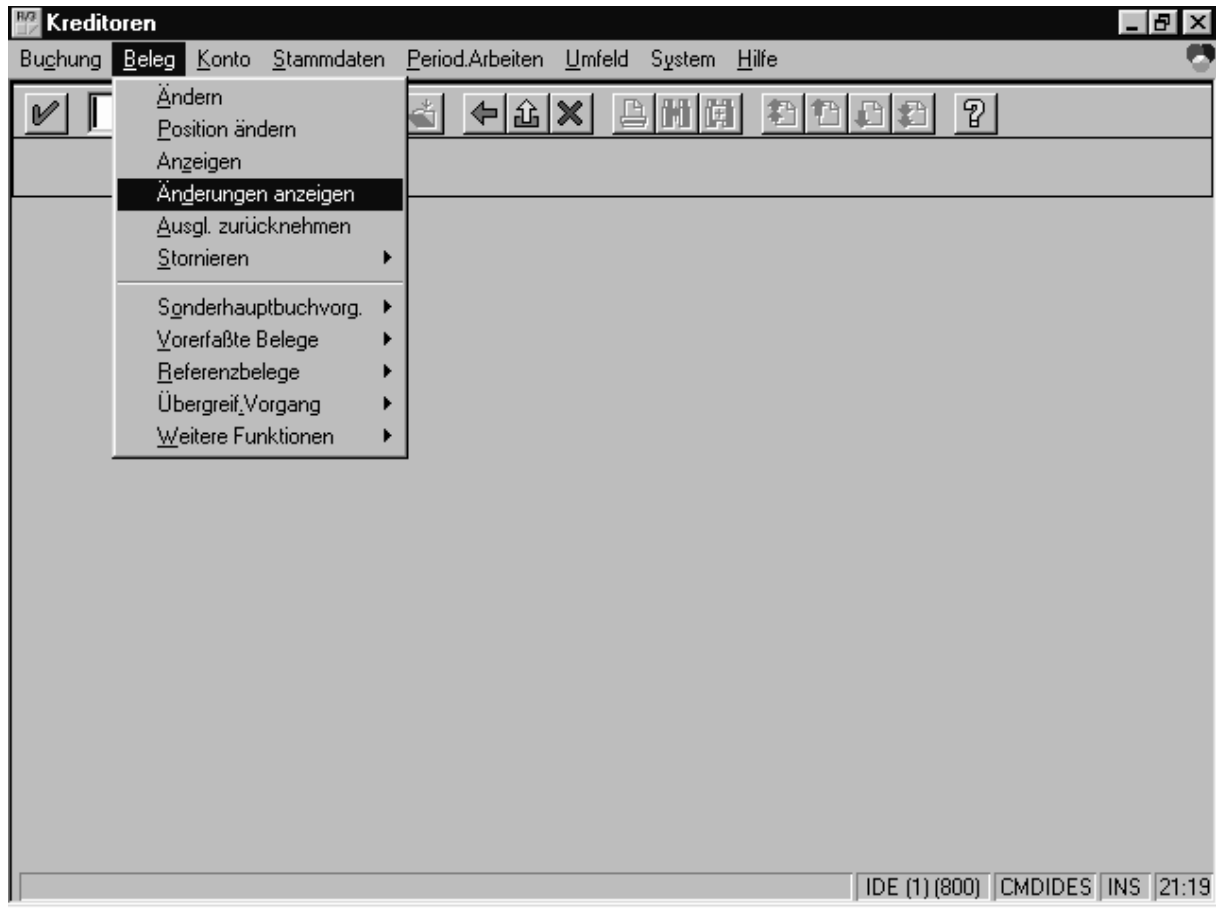 R/3 Kreditoren
Buchung Beleg Konto Stammdaten Period.Arbeiten Umfeld System Hilfe
Ändern
Position ändern
Anzeigen
Änderungen anzeigen
Ausgl. zurücknehmen
Stornieren
Sonderhauptbuchvorg.
Vorerfaßte Belege
Referenzbelege
Übergreif.Vorgang
Weitere Funktionen
IDE (1) (800) CMDIDES INS 21:19